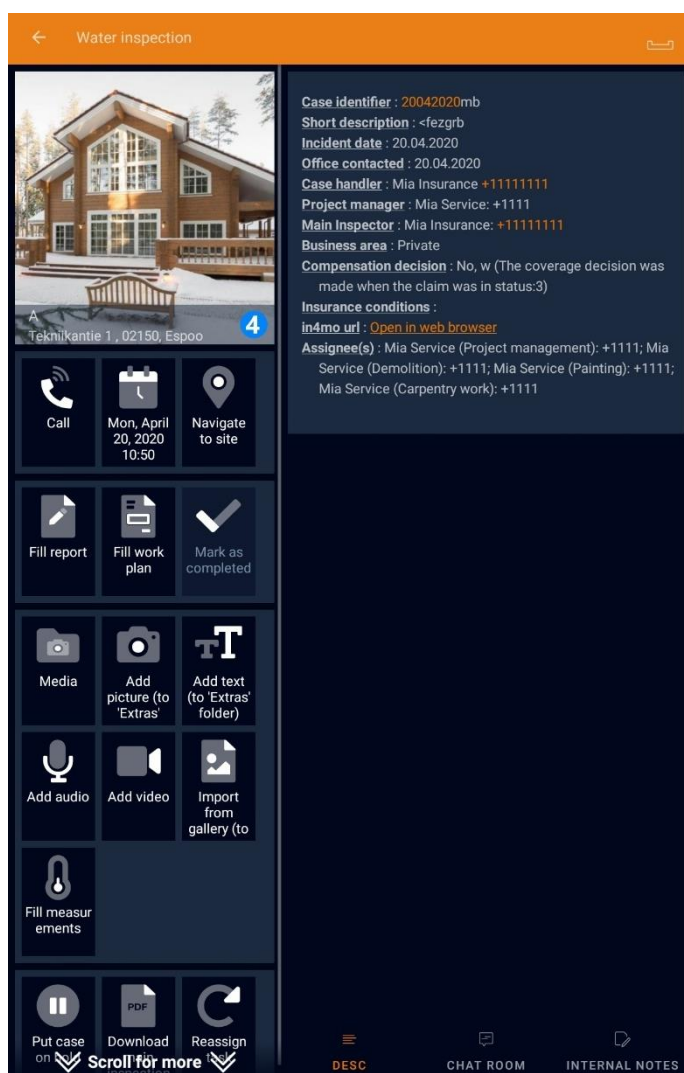 Water inspection
A
Tekniikantie 1 , 02150, Espoo
4
Call
Mon, April
20, 2020
10:50
Navigate
to site
Fill report
Fill work
plan
Mark as
completed
Media
Add
picture (to
'Extras'
Add text
(to 'Extras'
folder)
Add audio
Add video
Import
from
gallery (to
Fill measur
ements
Put case
on hold
PDF
Download
main
inspection
Reassign
task
Scroll for more
Case identifier : 20042020mb
Short description : <fezgrb
Incident date : 20.04.2020
Office contacted : 20.04.2020
Case handler : Mia Insurance +11111111
Project manager : Mia Service: +1111
Main Inspector : Mia Insurance: +11111111
Business area : Private
Compensation decision : No, w (The coverage decision was
made when the claim was in status:3)
Insurance conditions :
in4mo url : Open in web browser
Assignee(s) : Mia Service (Project management): +1111; Mia
Service (Demolition): +1111; Mia Service (Painting): +1111;
Mia Service (Carpentry work): +1111
DESC
CHAT ROOM
INTERNAL NOTES